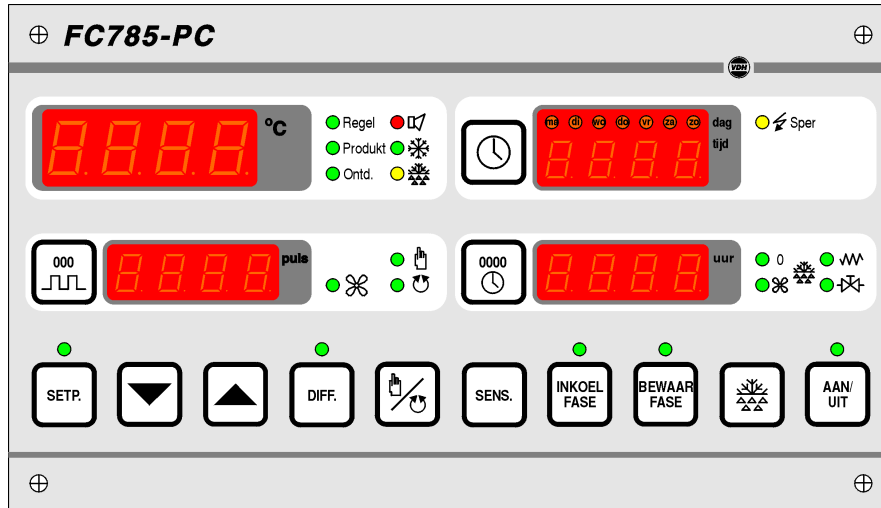 FC785-PC
VDH
°C
Regel
Produkt
Ontd.
ma di wo do vr za zo
dag
tijd
Sper
000
puls
0000
uur
0
SETP.
DIFF.
SENS.
INKOEL
FASE
BEWAAR
FASE
AAN/
UIT